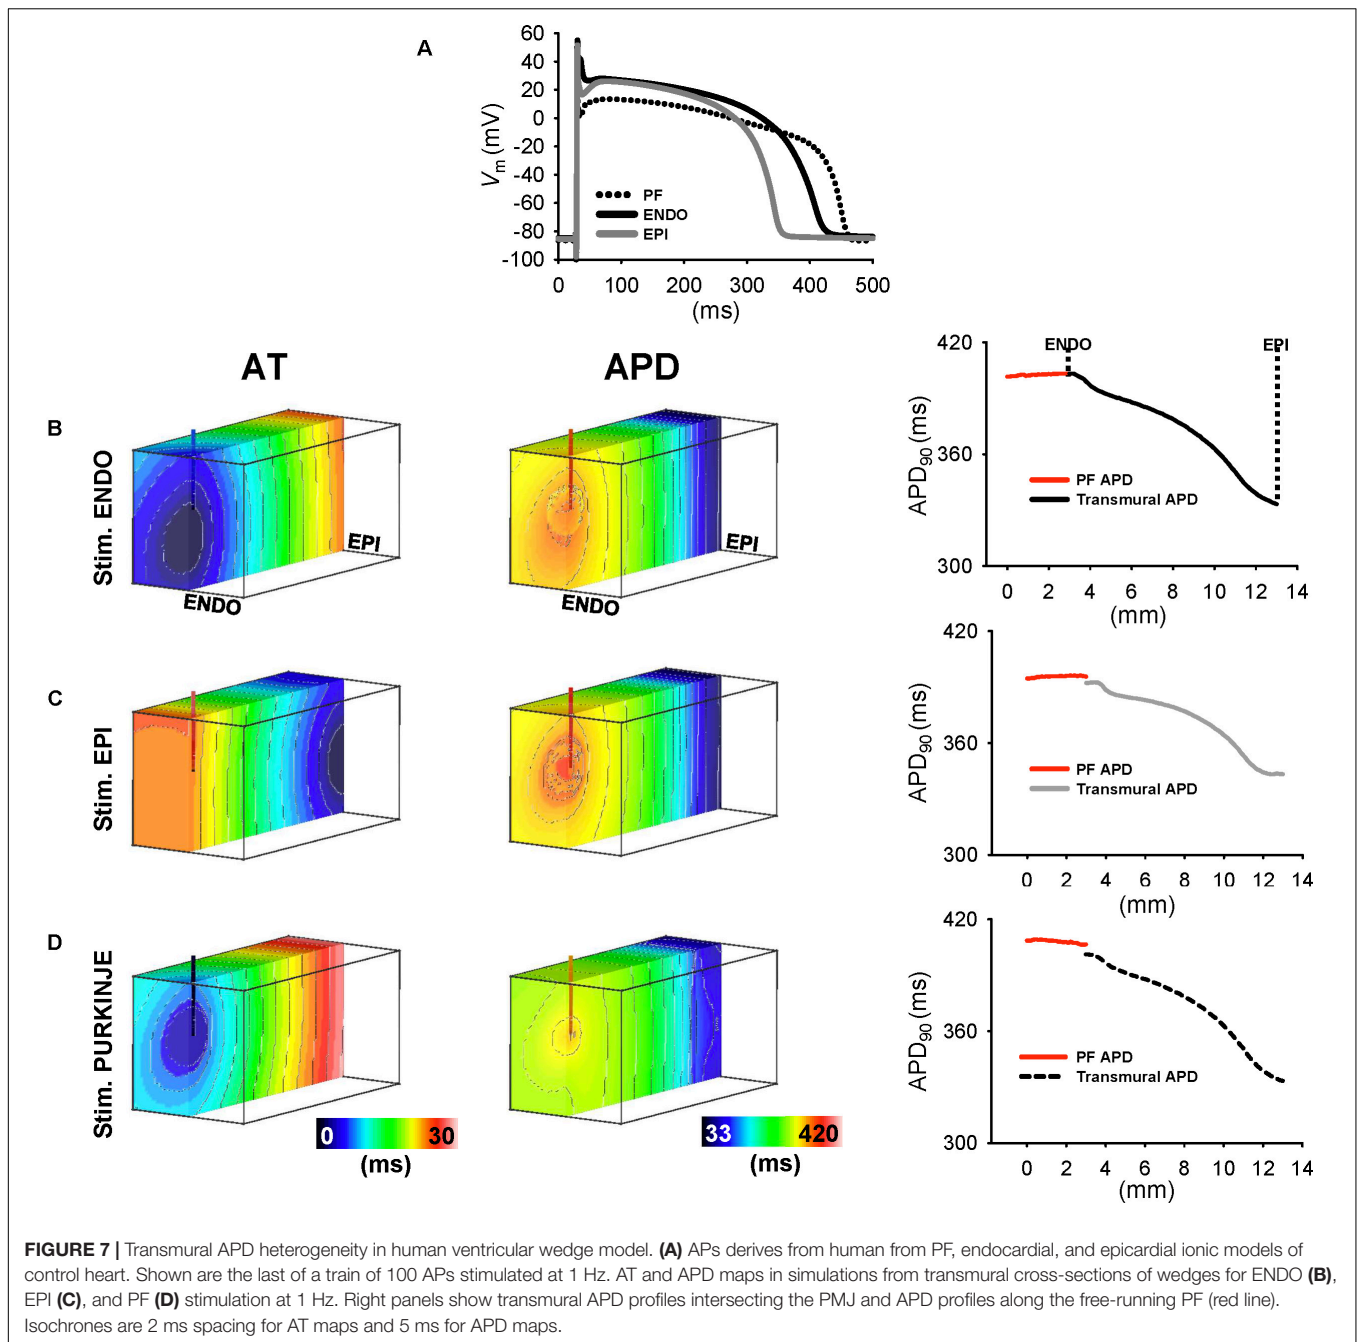 A
60
40
20
0
-20
-40
-60
-80
-100
Vm (mV)
PF
ENDO
EPI
0 100 200 300 400 500
(ms)
AT
APD
B
Stim. ENDO
EPI
ENDO
EPI
ENDO
420
360
300
APD90 (ms)
ENDO
EPI
PF APD
Transmural APD
0 2 4 6 8 10 12 14
(mm)
C
Stim. EPI
420
360
300
APD90 (ms)
PF APD
Transmural APD
0 2 4 6 8 10 12 14
(mm)
D
Stim. PURKINJE
0 30
(ms)
33 420
(ms)
420
360
300
APD90 (ms)
PF APD
Transmural APD
0 2 4 6 8 10 12 14
(mm)
FIGURE 7 | Transmural APD heterogeneity in human ventricular wedge model. (A) APs derives from human from PF, endocardial, and epicardial ionic models of
control heart. Shown are the last of a train of 100 APs stimulated at 1 Hz. AT and APD maps in simulations from transmural cross-sections of wedges for ENDO (B),
EPI (C), and PF (D) stimulation at 1 Hz. Right panels show transmural APD profiles intersecting the PMJ and APD profiles along the free-running PF (red line).
Isochrones are 2 ms spacing for AT maps and 5 ms for APD maps.